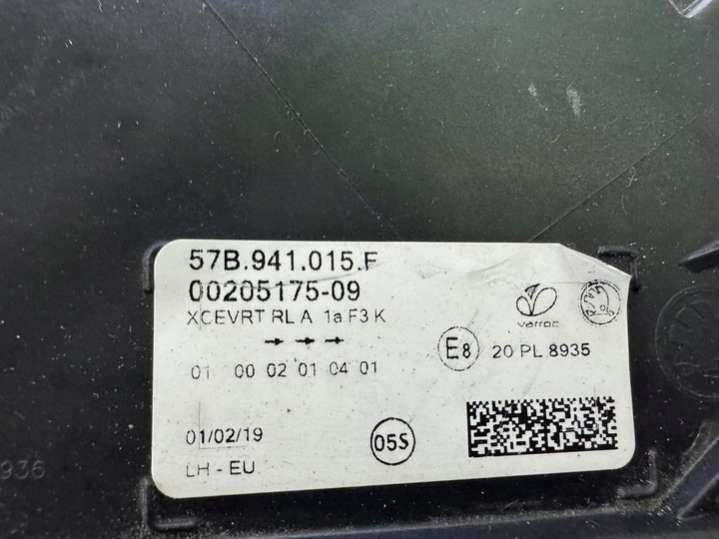 57B.941.015.F
00205175-09
XCEVRT RL A 1a F3 K
varroc
E8 20 PL 8935
01 00 02 01 04 01
01/02/19
05S
LH - EU
936